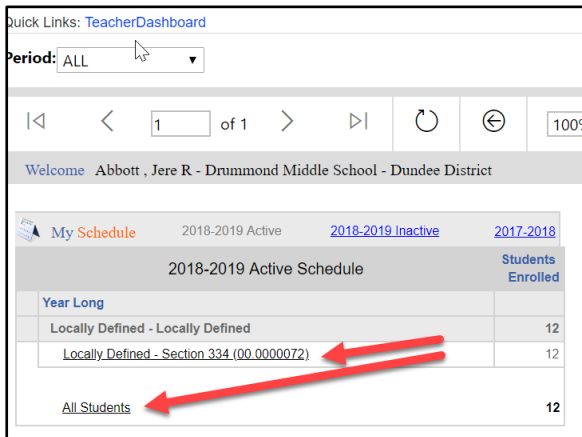 Quick Links: TeacherDashboard
Period: ALL
1 of 1 100%
Welcome Abbott , Jere R - Drummond Middle School - Dundee District
My Schedule 2018-2019 Active 2018-2019 Inactive 2017-2018
2018-2019 Active Schedule Students Enrolled
Year Long
Locally Defined - Locally Defined 12
Locally Defined - Section 334 (00.0000072) 12
All Students 12